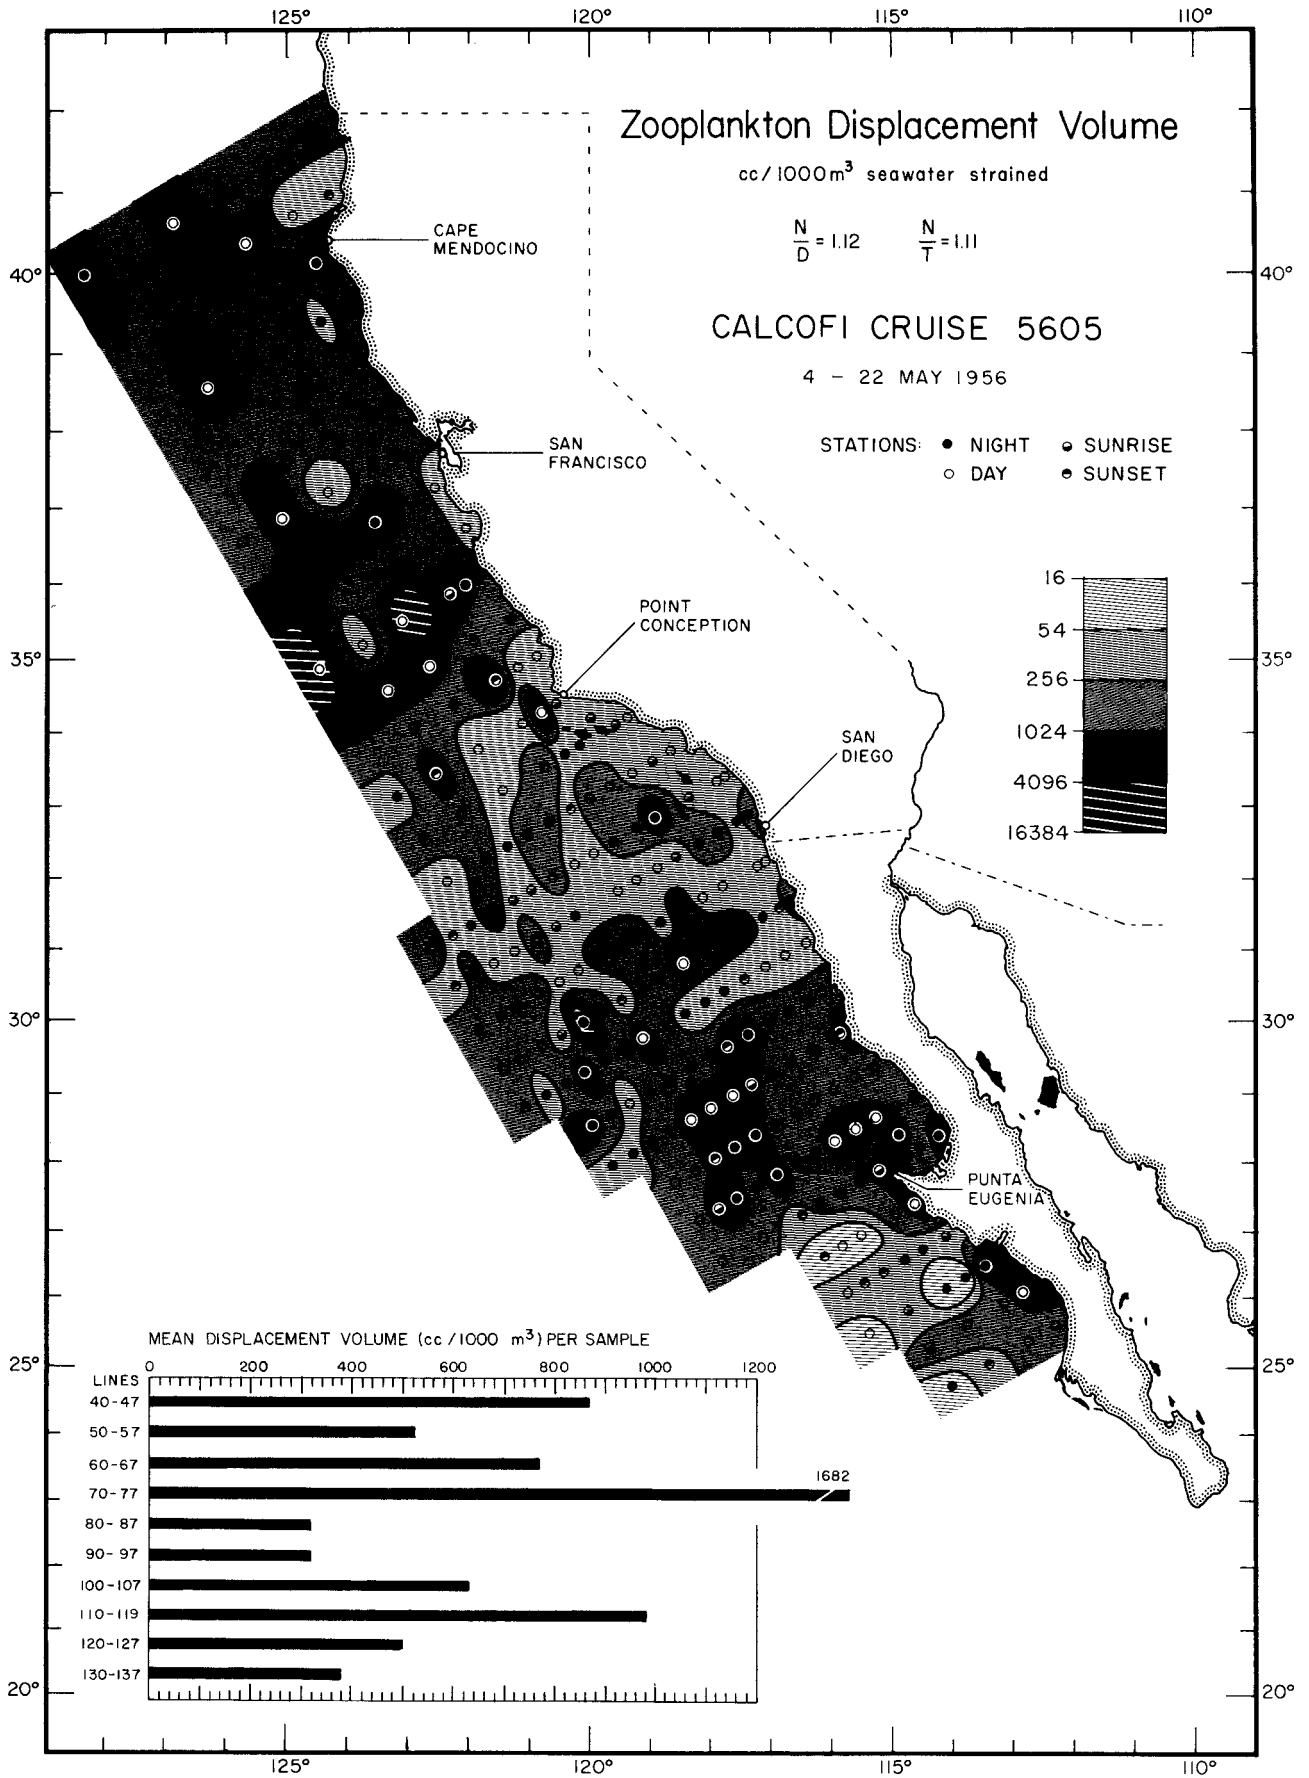 125° 120° 115° 110°
Zooplankton Displacement Volume
cc/1000m³ seawater strained
N/D = 1.12 N/T = 1.11
CAPE
MENDOCINO
40° 40°
CALCOFI CRUISE 5605
4 – 22 MAY 1956
STATIONS: ● NIGHT SUNRISE
○ DAY SUNSET
SAN
FRANCISCO
16
54
256
1024
4096
16384
POINT
CONCEPTION
35° 35°
SAN
DIEGO
30° 30°
PUNTA
EUGENIA
25° 25°
MEAN DISPLACEMENT VOLUME (cc/1000 m³) PER SAMPLE
0 200 400 600 800 1000 1200
LINES
40-47
50-57
60-67
70-77 1682
80-87
90-97
100-107
110-119
120-127
130-137
20° 20°
125° 120° 115° 110°